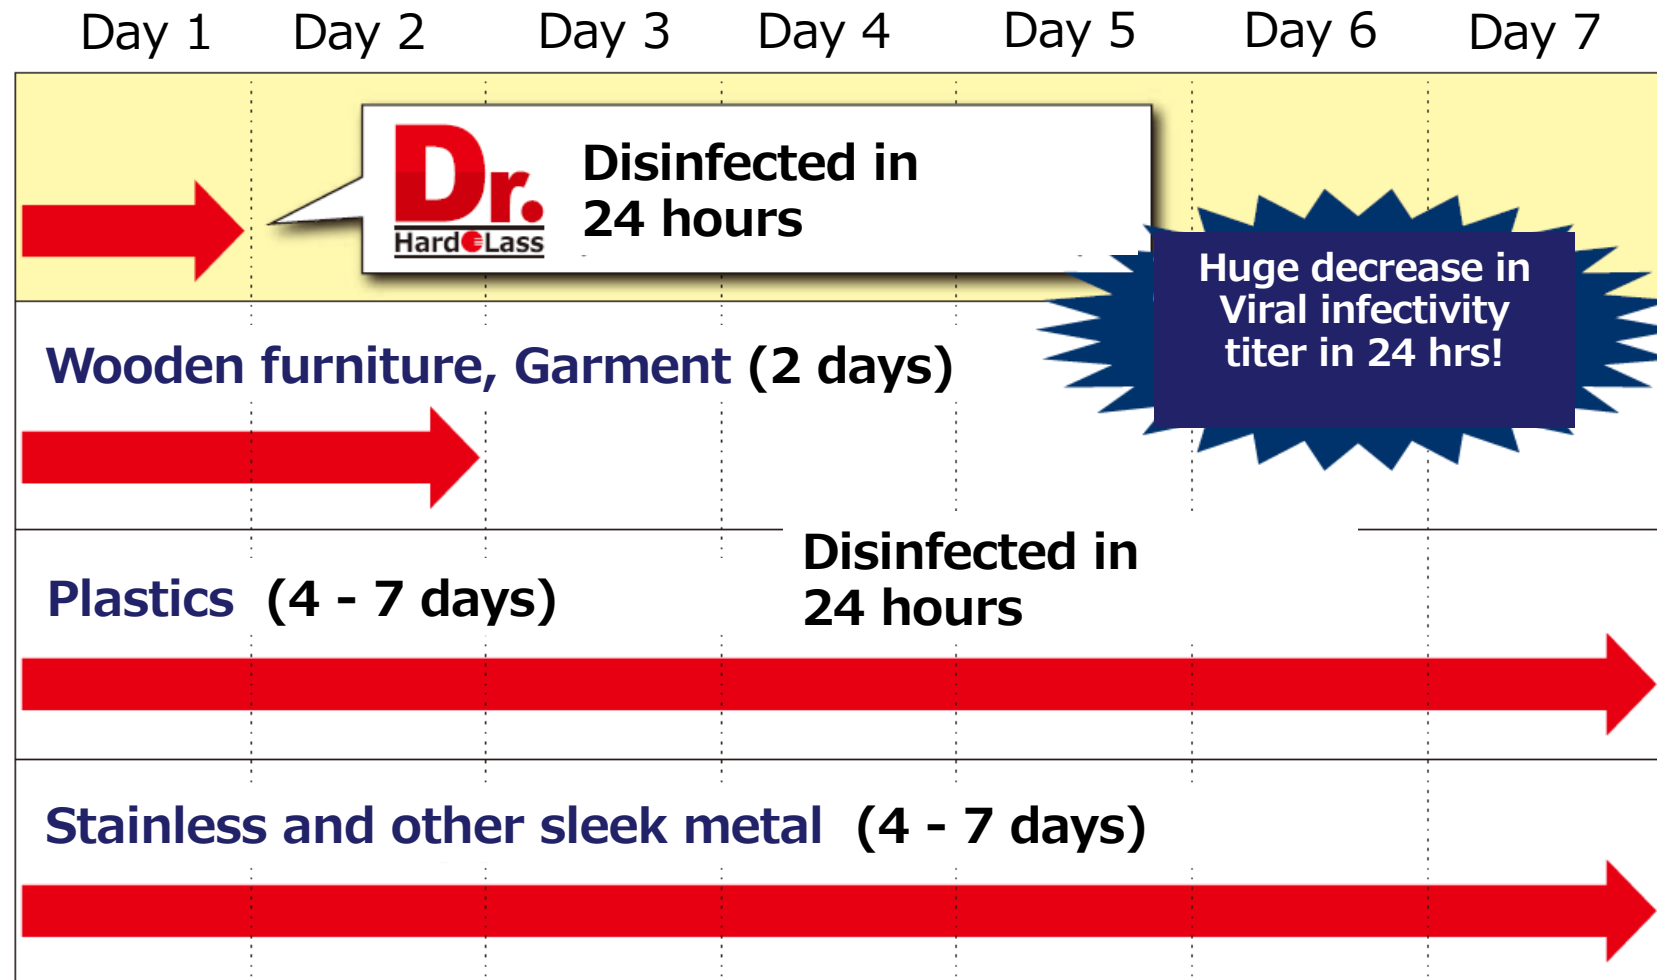 Day 1 Day 2 Day 3 Day 4 Day 5 Day 6 Day 7
Dr.
HardoLass
Disinfected in
24 hours
Huge decrease in
Viral infectivity
titer in 24 hrs!
Wooden furniture, Garment (2 days)
Disinfected in
24 hours
Plastics (4 - 7 days)
Stainless and other sleek metal (4 - 7 days)